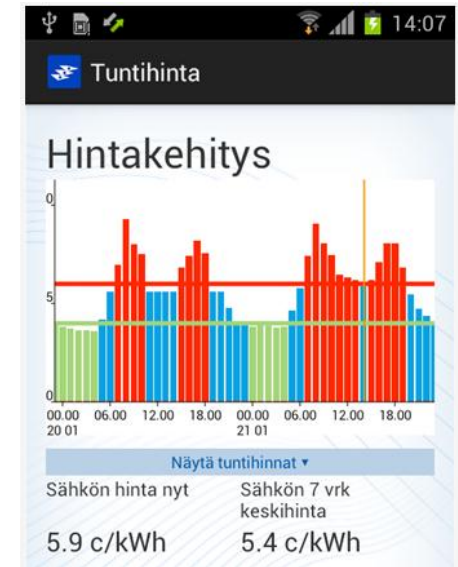 14:07
Tuntihinta
Hintakehitys
0
5
0
00.00 06.00 12.00 18.00 00.00 06.00 12.00 18.00
20 01 21 01
Näytä tuntihinnat ▾
Sähkön hinta nyt
Sähkön 7 vrk
keskihinta
5.9 c/kWh
5.4 c/kWh